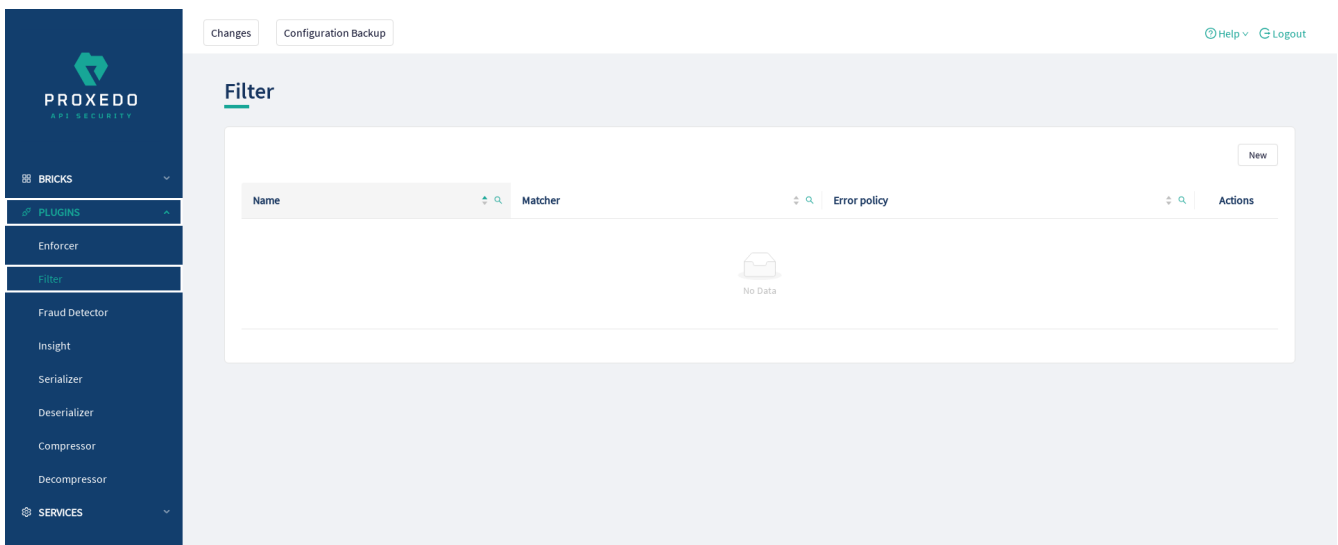 Changes
Configuration Backup
Help
Logout
PROXEDO
API SECURITY
BRICKS
PLUGINS
Enforcer
Filter
Fraud Detector
Insight
Serializer
Deserializer
Compressor
Decompressor
SERVICES
Filter
New
Name Matcher Error policy Actions
No Data